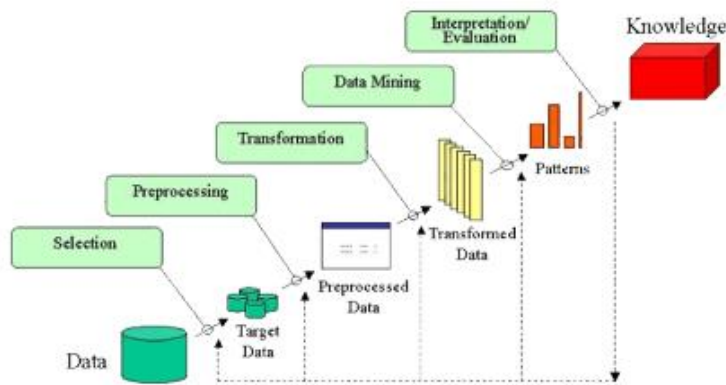 Interpretation/
Evaluation
Knowledge
Data Mining
Transformation
Patterns
Preprocessing
Transformed
Data
Selection
Preprocessed
Data
Target
Data
Data